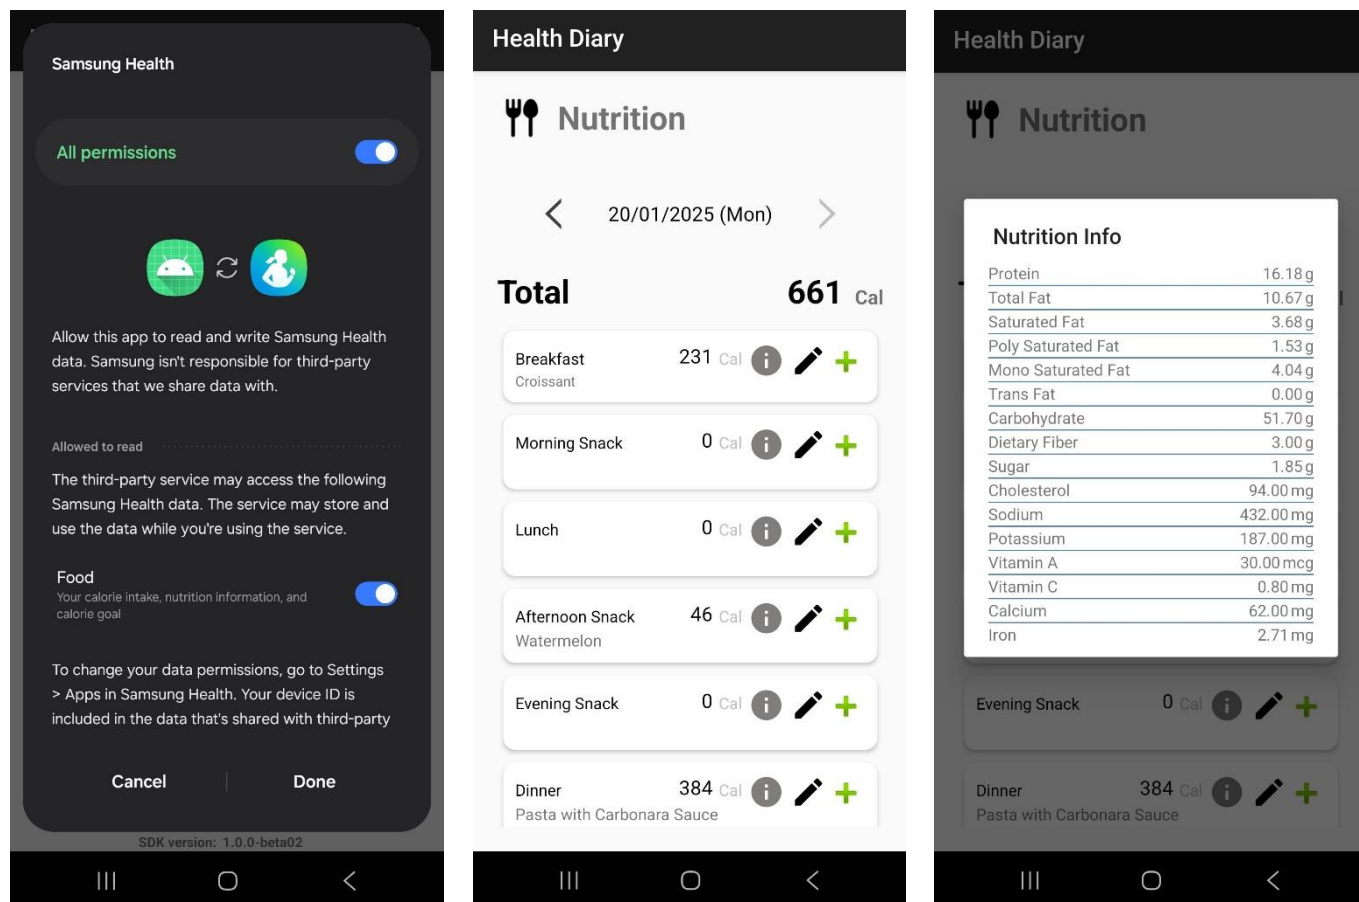 Samsung Health
All permissions
Allow this app to read and write Samsung Health
data. Samsung isn't responsible for third-party
services that we share data with.
Allowed to read
The third-party service may access the following
Samsung Health data. The service may store and
use the data while you're using the service.
Food
Your calorie intake, nutrition information, and
calorie goal
To change your data permissions, go to Settings
> Apps in Samsung Health. Your device ID is
included in the data that's shared with third-party
Cancel
Done
SDK version: 1.0.0-beta02
Health Diary
Nutrition
20/01/2025 (Mon)
Total 661 Cal
Breakfast 231 Cal
Croissant
Morning Snack 0 Cal
Lunch 0 Cal
Afternoon Snack 46 Cal
Watermelon
Evening Snack 0 Cal
Dinner 384 Cal
Pasta with Carbonara Sauce
Health Diary
Nutrition
Nutrition Info
Protein 16.18 g
Total Fat 10.67 g
Saturated Fat 3.68 g
Poly Saturated Fat 1.53 g
Mono Saturated Fat 4.04 g
Trans Fat 0.00 g
Carbohydrate 51.70 g
Dietary Fiber 3.00 g
Sugar 1.85 g
Cholesterol 94.00 mg
Sodium 432.00 mg
Potassium 187.00 mg
Vitamin A 30.00 mcg
Vitamin C 0.80 mg
Calcium 62.00 mg
Iron 2.71 mg
Evening Snack 0 Cal
Dinner 384 Cal
Pasta with Carbonara Sauce